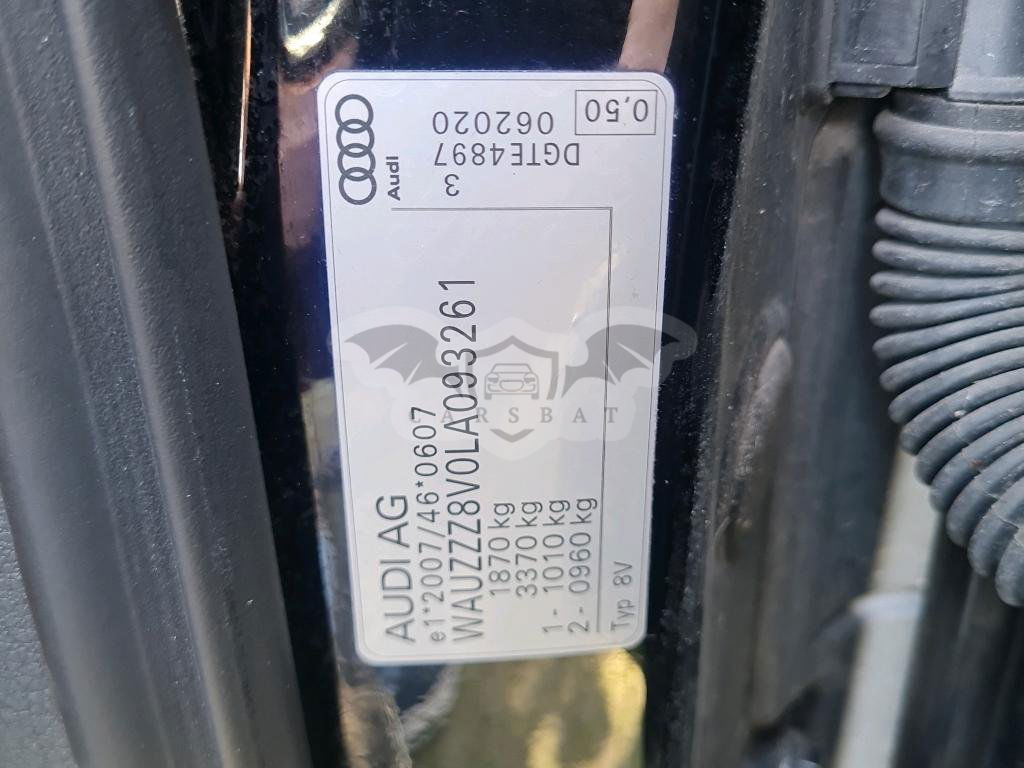 AUDI AG
e1*2007/46*0607
WAUZZZ8V0LA093261
1870 kg
3370 kg
1 - 1010 kg
2 - 0960 kg
Typ 8V
Audi
3
DGTE4897
062020
0,50
CARSBAT